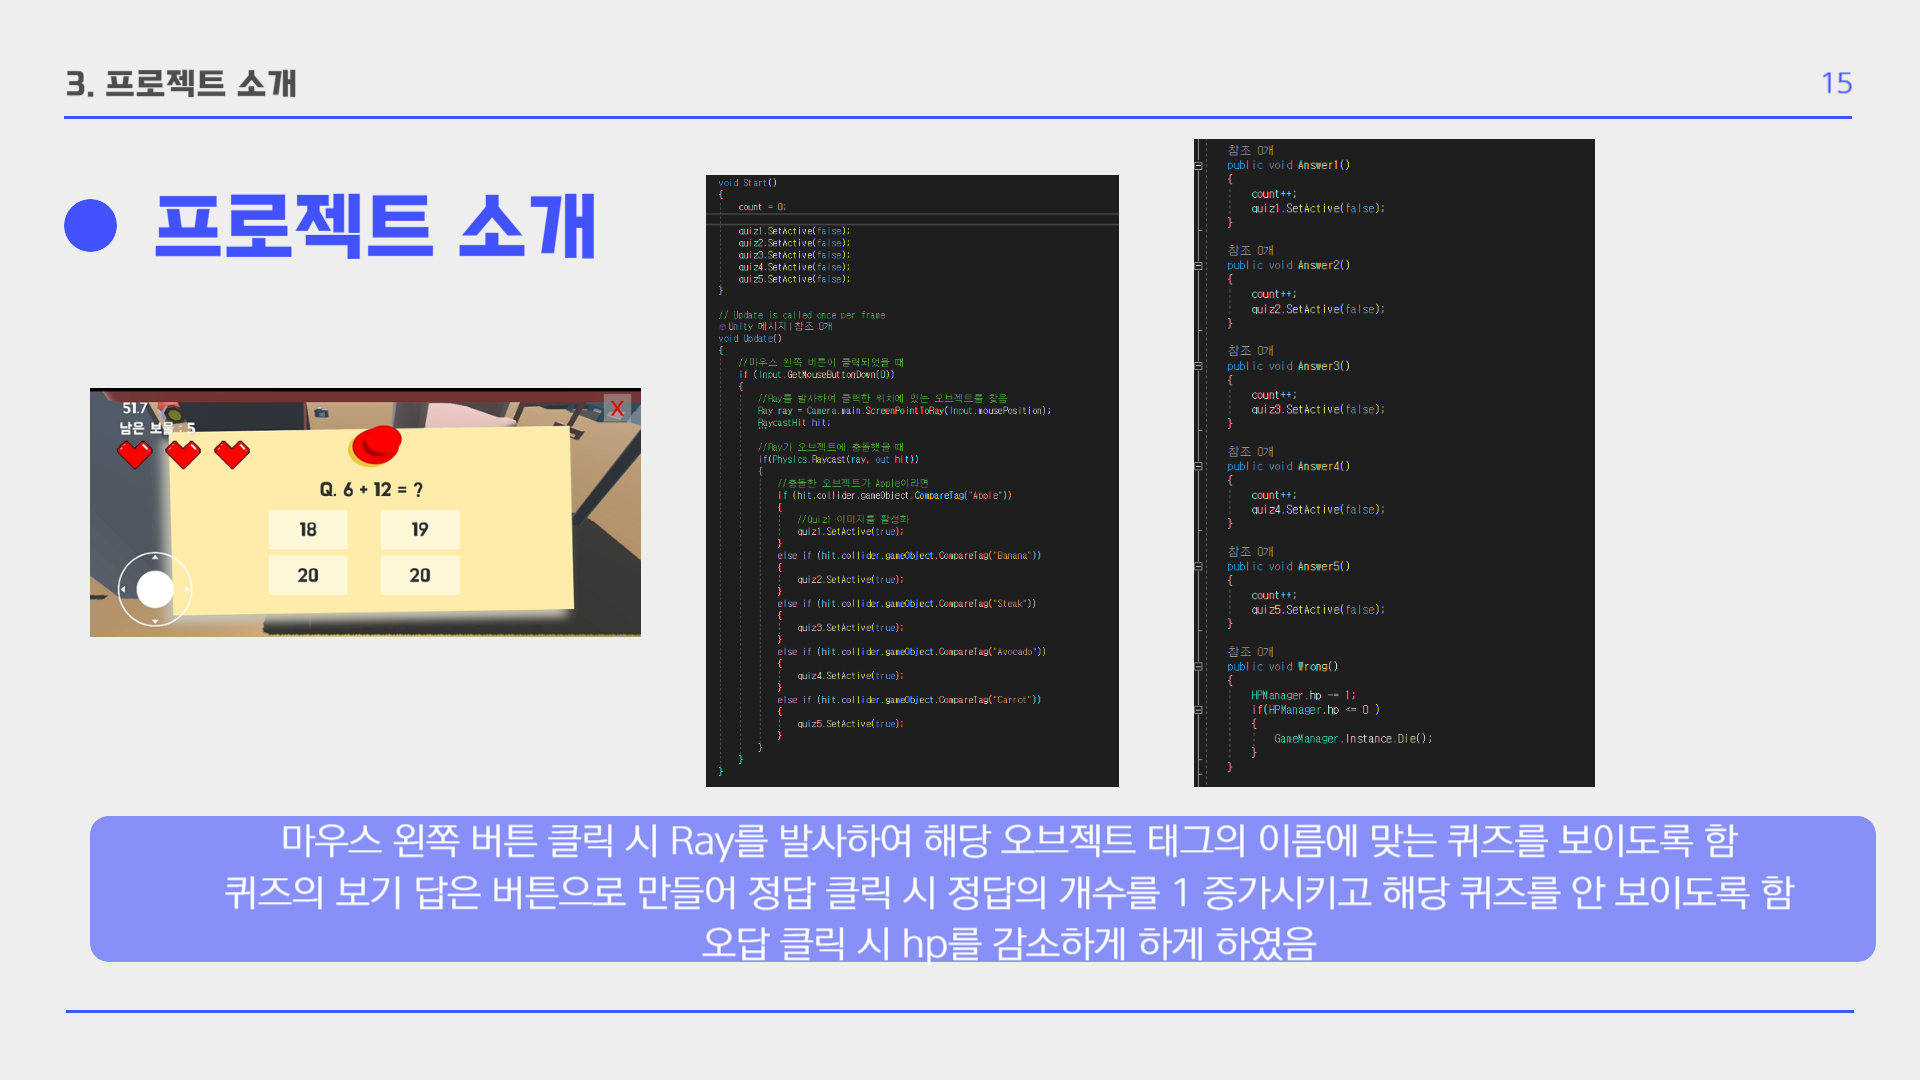 3. 프로젝트 소개
15
프로젝트 소개
51.7
남은 보물 : 5
X
Q. 6 + 12 = ?
18 19
20 20
void Start()
{
count = 0;
quiz1.SetActive(false);
quiz2.SetActive(false);
quiz3.SetActive(false);
quiz4.SetActive(false);
quiz5.SetActive(false);
}
// Update is called once per frame
Unity 메시지|참조 0개
void Update()
{
//마우스 왼쪽 버튼이 클릭되었을 때
if (Input.GetMouseButtonDown(0))
{
//Ray를 발사하여 클릭한 위치에 있는 오브젝트를 찾음
Ray ray = Camera.main.ScreenPointToRay(Input.mousePosition);
RaycastHit hit;
//Ray가 오브젝트에 충돌했을 때
if(Physics.Raycast(ray, out hit))
{
//충돌한 오브젝트가 Apple이라면
if (hit.collider.gameObject.CompareTag("Apple"))
{
//Quiz1 이미지를 활성화
quiz1.SetActive(true);
}
else if (hit.collider.gameObject.CompareTag("Banana"))
{
quiz2.SetActive(true);
}
else if (hit.collider.gameObject.CompareTag("Steak"))
{
quiz3.SetActive(true);
}
else if (hit.collider.gameObject.CompareTag("Avocado"))
{
quiz4.SetActive(true);
}
else if (hit.collider.gameObject.CompareTag("Carrot"))
{
quiz5.SetActive(true);
}
}
}
}
참조 0개
public void Answer1()
{
count++;
quiz1.SetActive(false);
}
참조 0개
public void Answer2()
{
count++;
quiz2.SetActive(false);
}
참조 0개
public void Answer3()
{
count++;
quiz3.SetActive(false);
}
참조 0개
public void Answer4()
{
count++;
quiz4.SetActive(false);
}
참조 0개
public void Answer5()
{
count++;
quiz5.SetActive(false);
}
참조 0개
public void Wrong()
{
HPManager.hp -= 1;
if(HPManager.hp <= 0 )
{
GameManager.Instance.Die();
}
}
마우스 왼쪽 버튼 클릭 시 Ray를 발사하여 해당 오브젝트 태그의 이름에 맞는 퀴즈를 보이도록 함
퀴즈의 보기 답은 버튼으로 만들어 정답 클릭 시 정답의 개수를 1 증가시키고 해당 퀴즈를 안 보이도록 함
오답 클릭 시 hp를 감소하게 하게 하였음